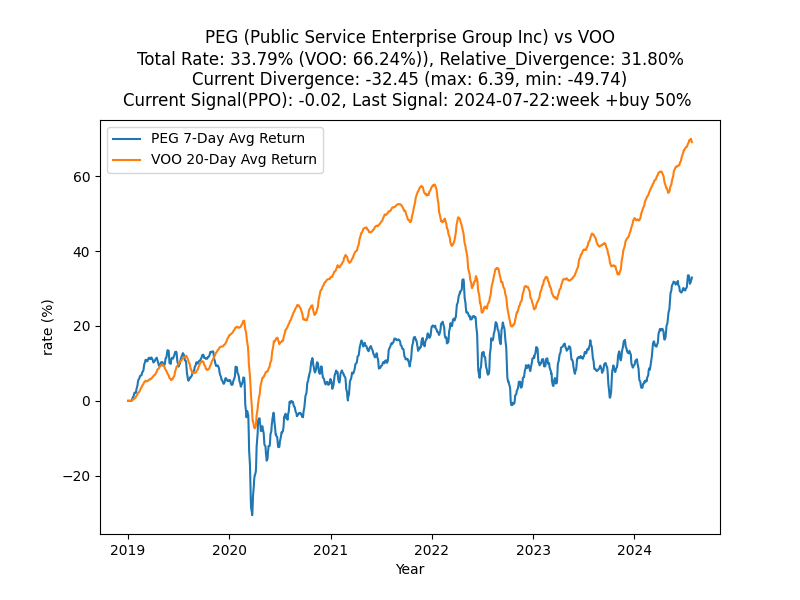 PEG (Public Service Enterprise Group Inc) vs VOO
Total Rate: 33.79% (VOO: 66.24%)), Relative_Divergence: 31.80%
Current Divergence: -32.45 (max: 6.39, min: -49.74)
Current Signal(PPO): -0.02, Last Signal: 2024-07-22:week +buy 50%
PEG 7-Day Avg Return
VOO 20-Day Avg Return
60
40
20
0
−20
rate (%)
2019 2020 2021 2022 2023 2024
Year